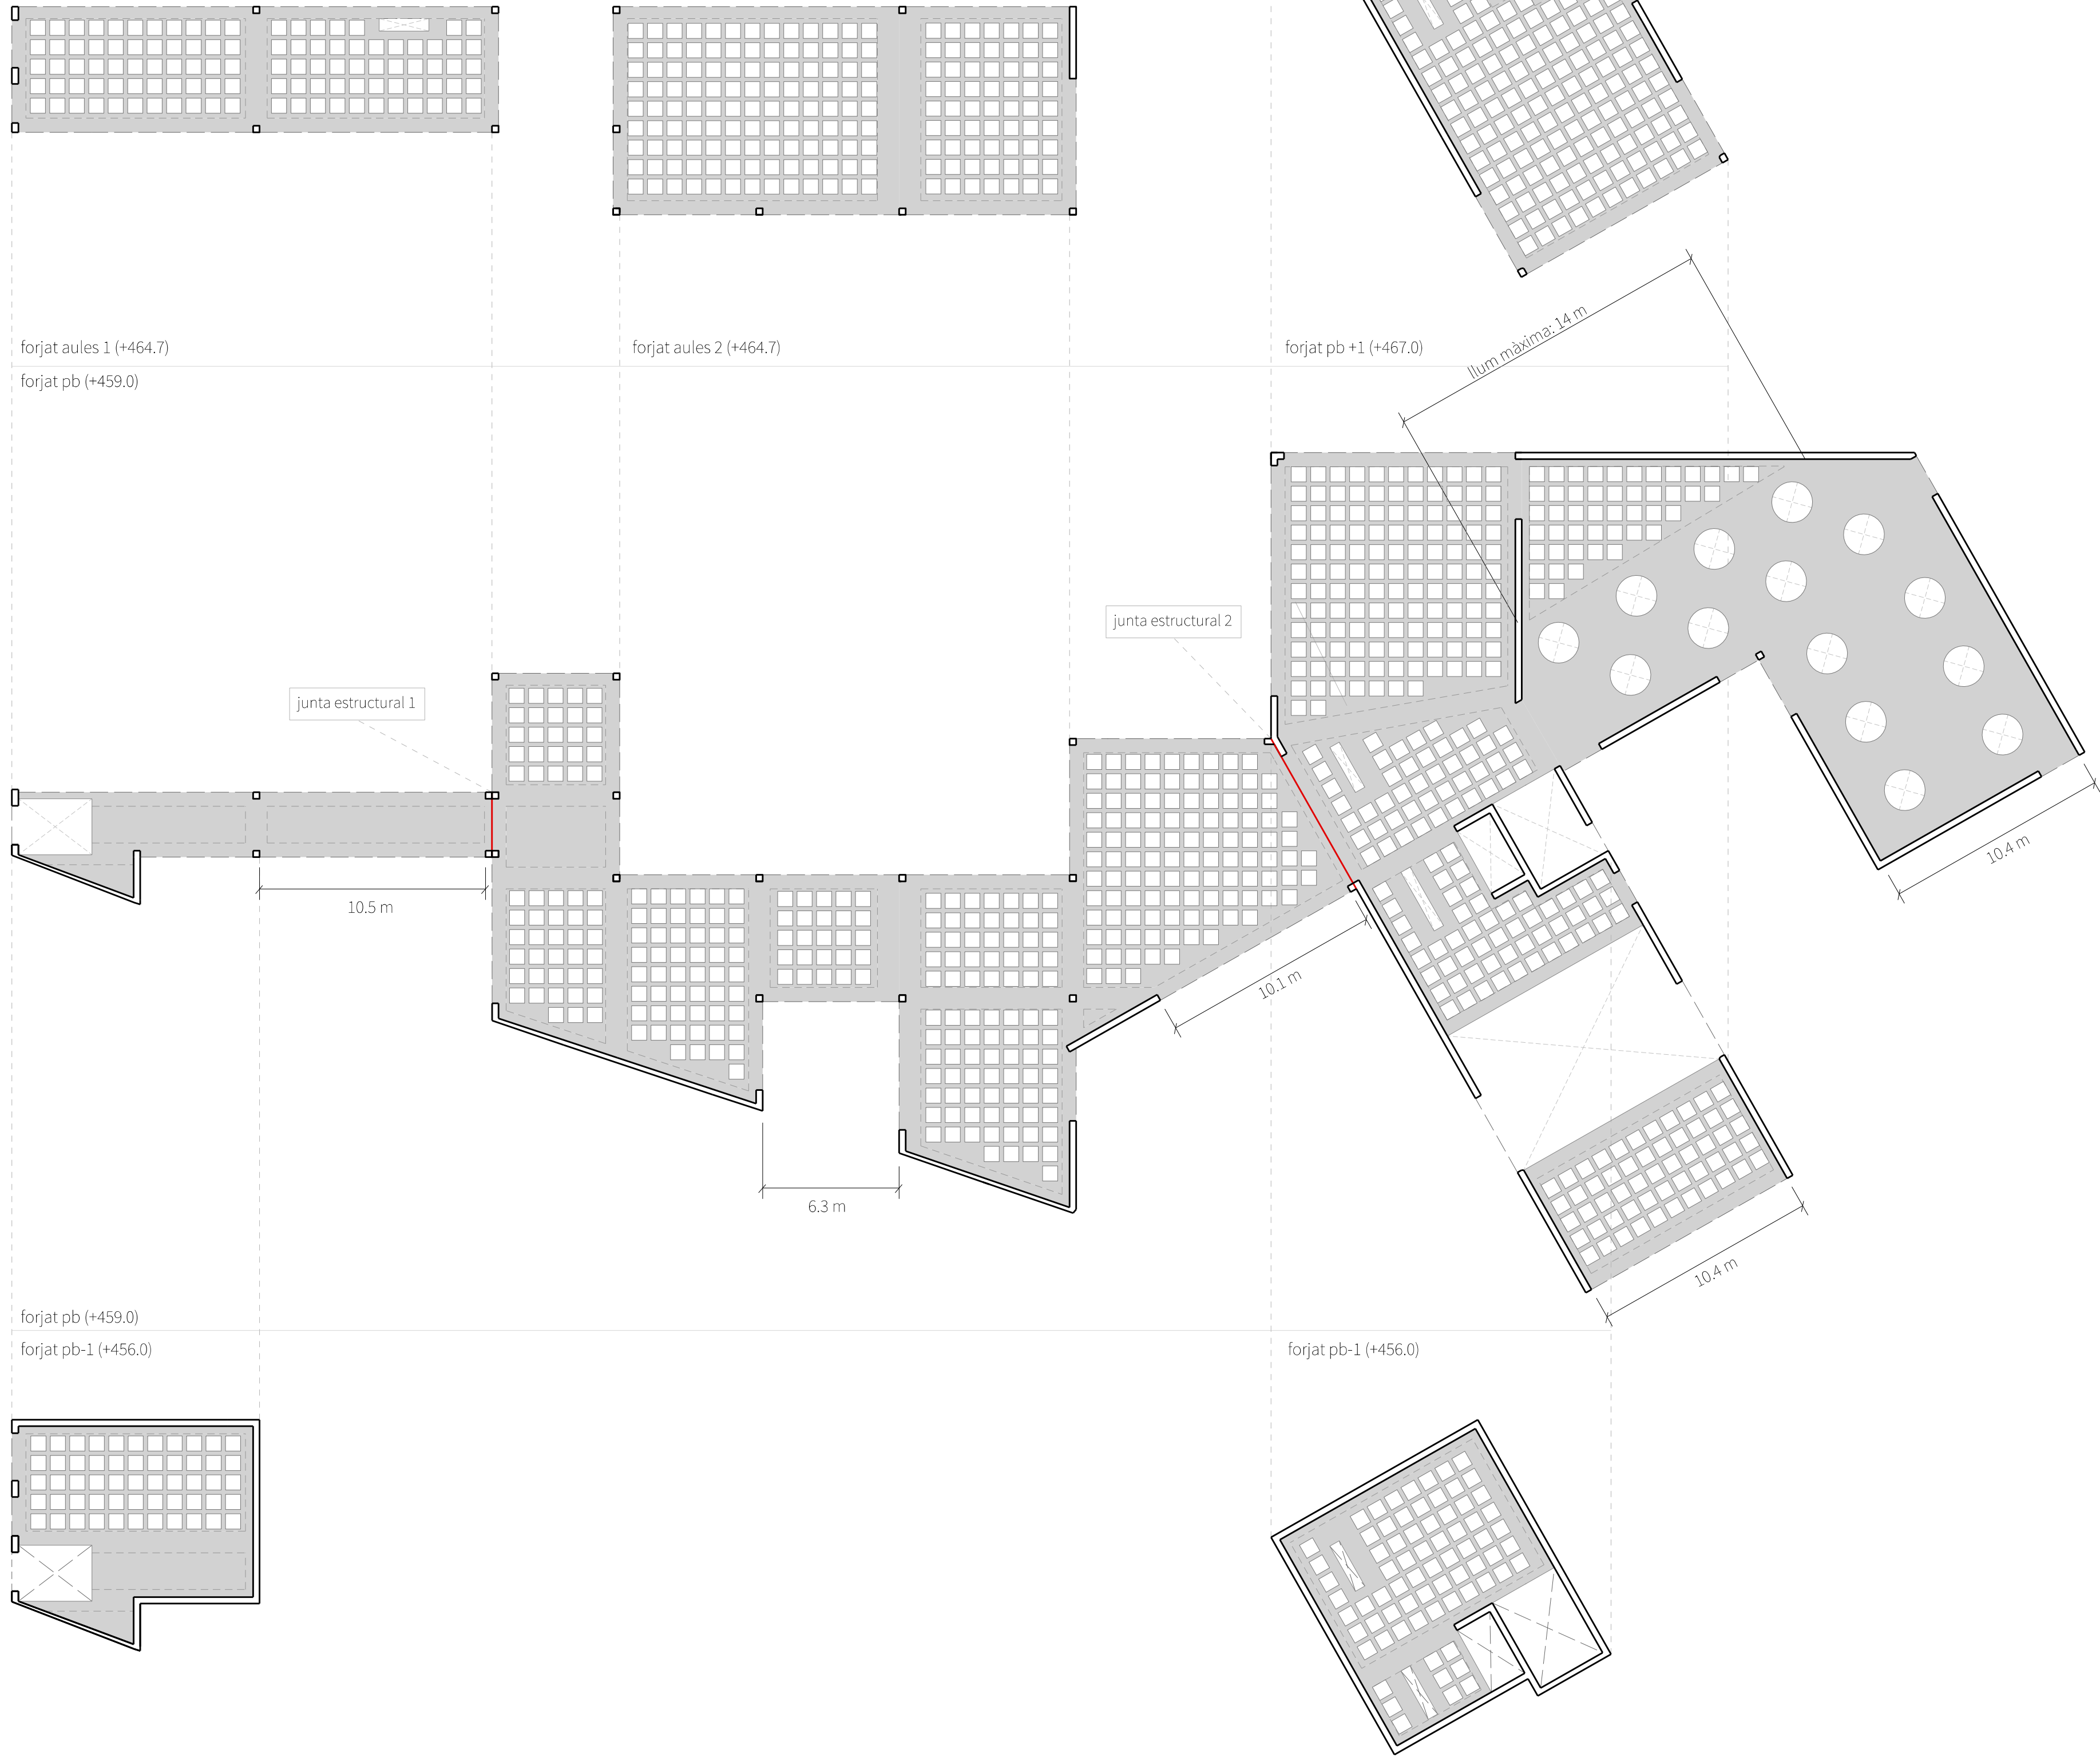 forjat aules 1 (+464.7)
forjat aules 2 (+464.7)
forjat pb +1 (+467.0)
llum màxima: 14 m
forjat pb (+459.0)
junta estructural 2
junta estructural 1
10.4 m
10.5 m
10.1 m
6.3 m
10.4 m
forjat pb (+459.0)
forjat pb-1 (+456.0)
forjat pb-1 (+456.0)